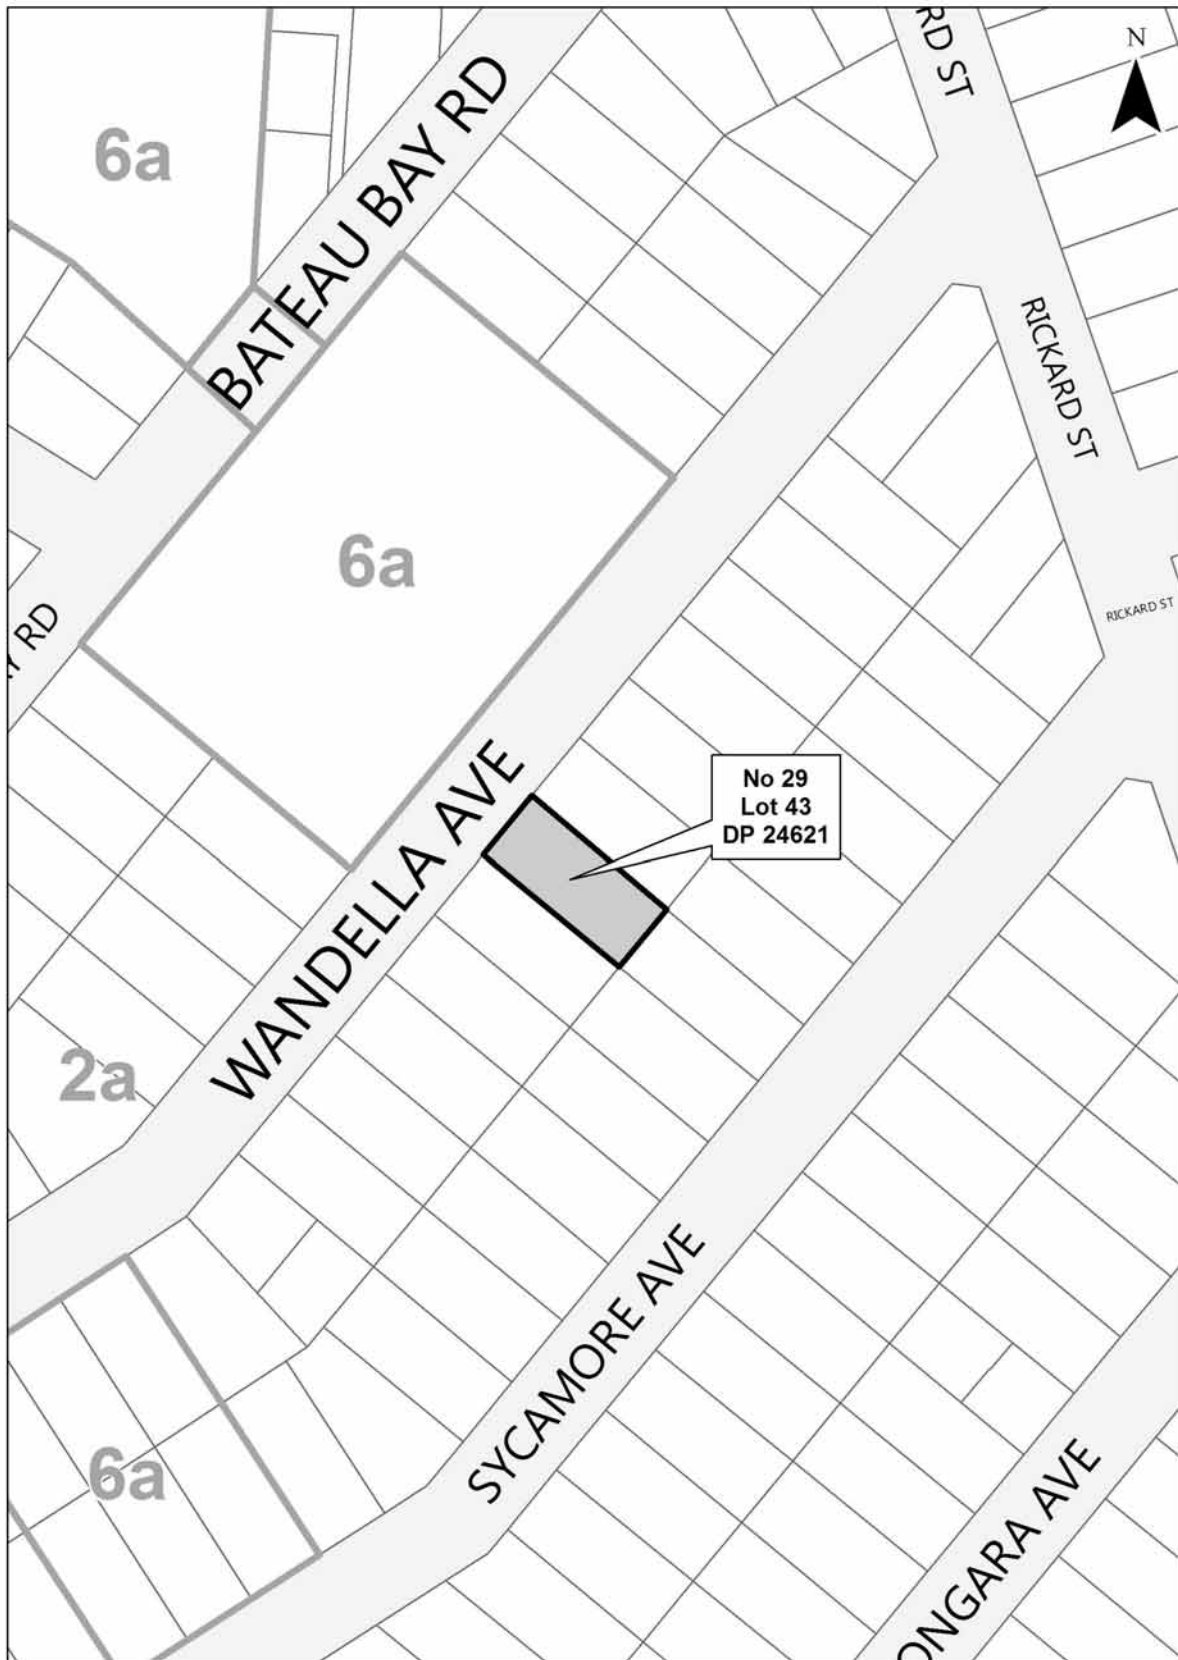 RD ST
N
BATEAU BAY RD
6a
RICKARD ST
6a
RICKARD ST
Y RD
WANDELLA AVE
No 29
Lot 43
DP 24621
2a
SYCAMORE AVE
6a
ONGARA AVE